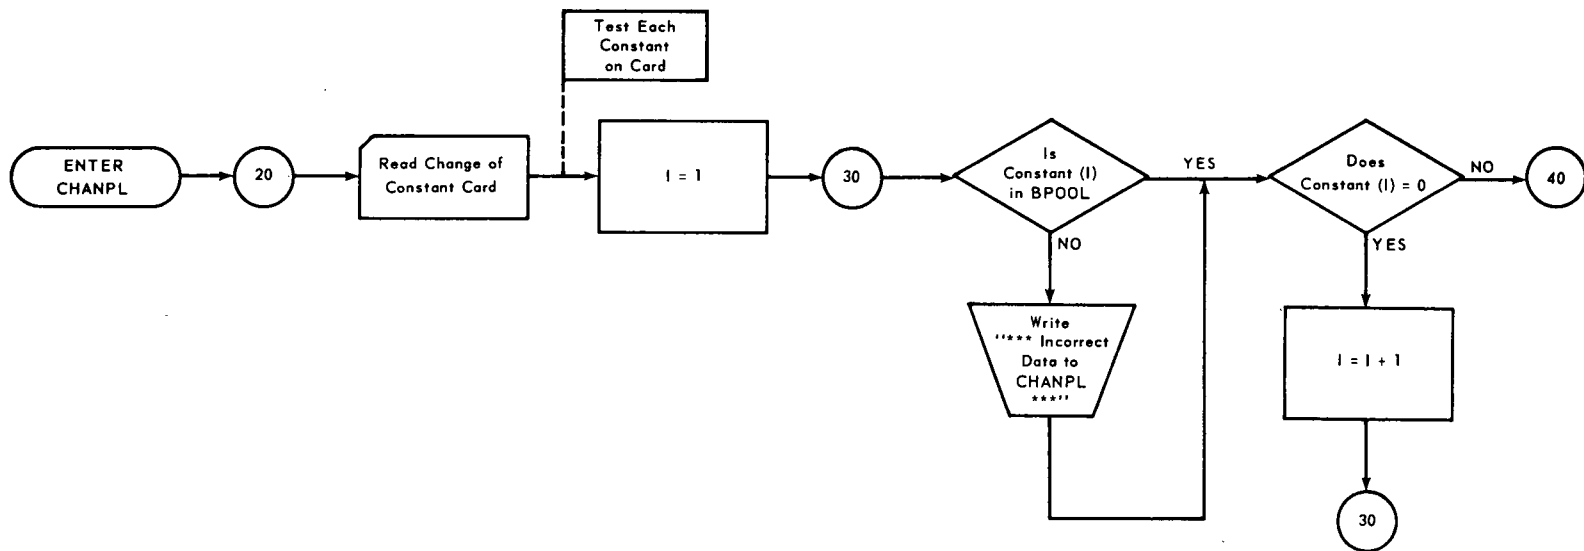 Test Each
Constant
on Card
ENTER
CHANPL
20
Read Change of
Constant Card
I = 1
30
Is
Constant (I)
in BPOOL
YES
NO
Write
"*** Incorrect
Data to
CHANPL
***"
Does
Constant (I) = 0
NO
40
YES
I = I + 1
30